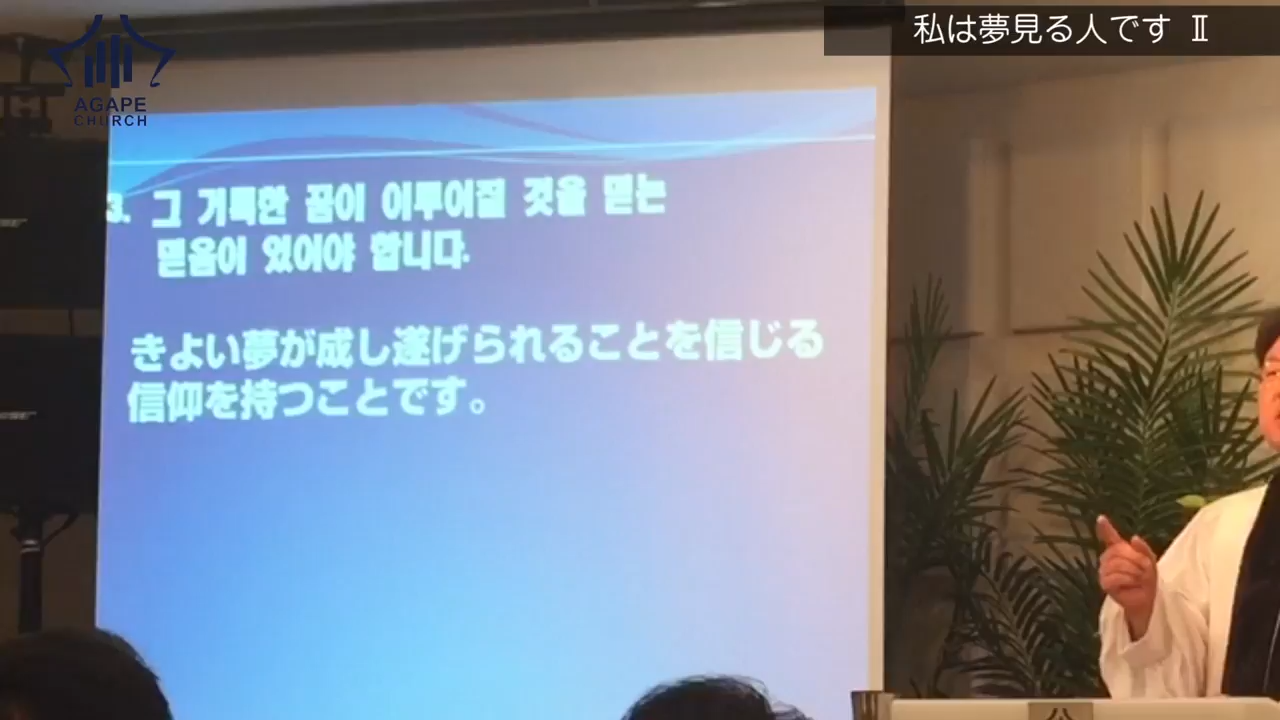 私は夢見る人です Ⅱ
AGAPE
CHURCH
3. 그 거룩한 꿈이 이루어질 것을 믿는
믿음이 있어야 합니다.
きよい夢が成し遂げられることを信じる
信仰を持つことです。